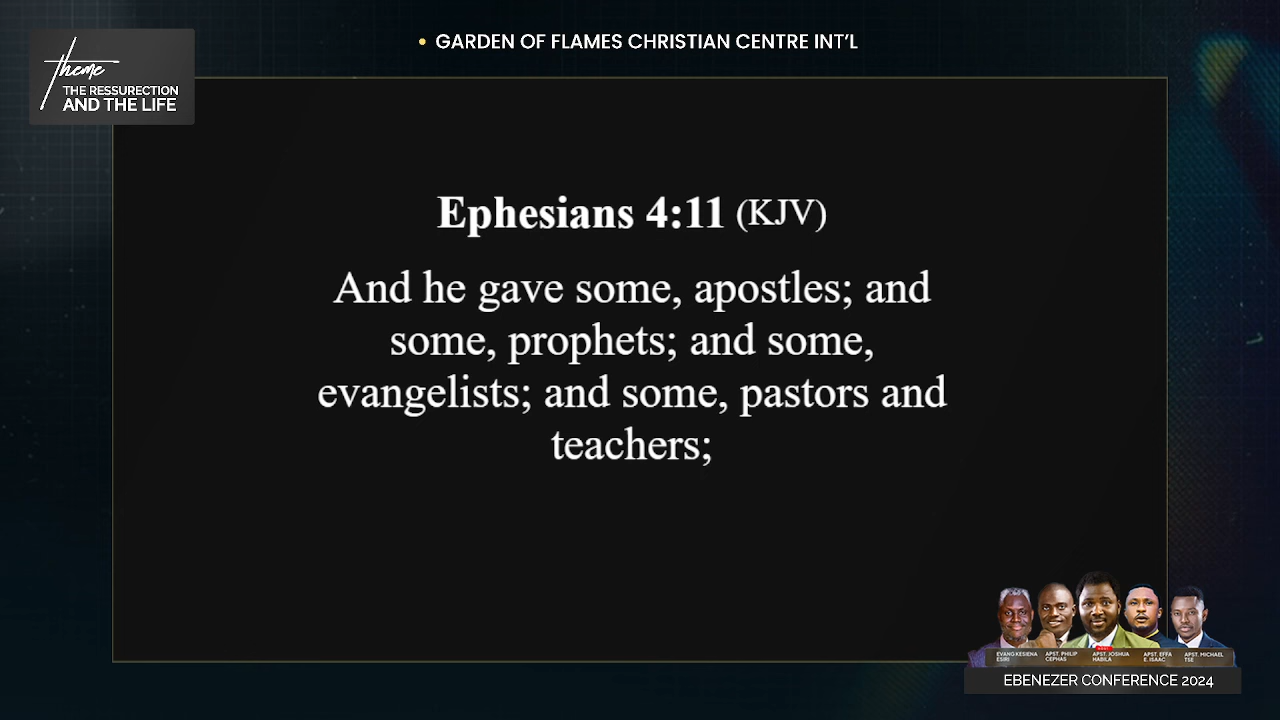 theme
THE RESSURECTION
AND THE LIFE
• GARDEN OF FLAMES CHRISTIAN CENTRE INT'L
Ephesians 4:11 (KJV)
And he gave some, apostles; and
some, prophets; and some,
evangelists; and some, pastors and
teachers;
EVANG KESIENA
ESIRI
APST. PHILIP
CEPHAS
HOST
APST. JOSHUA
HABILA
APST. EFFA
E. ISAAC
APST. MICHAEL
TSE
EBENEZER CONFERENCE 2024